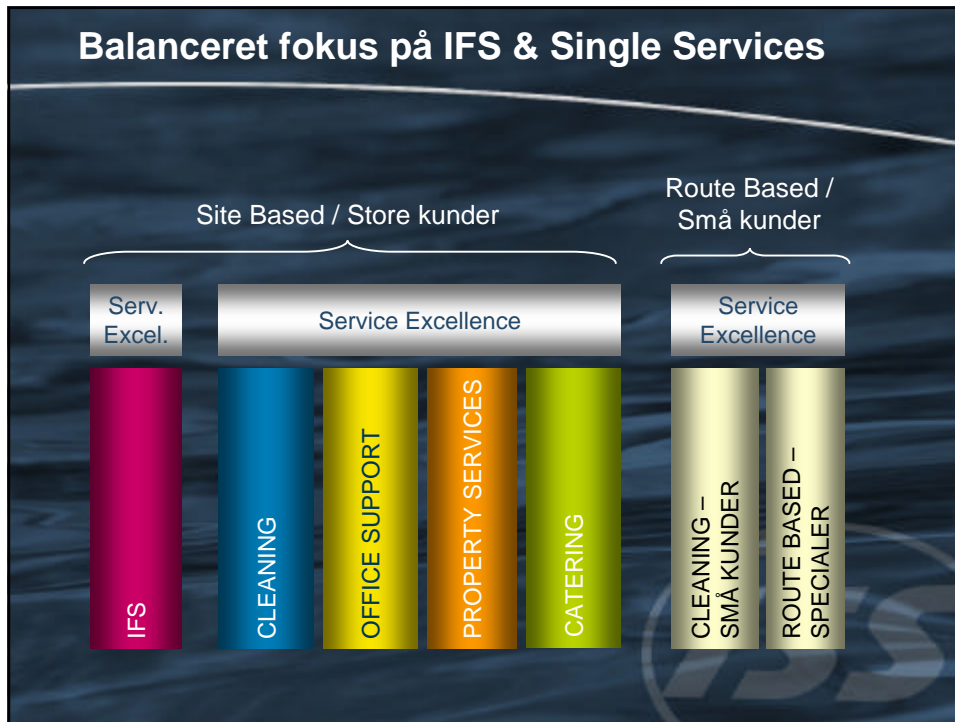 Balanceret fokus på IFS & Single Services
Site Based / Store kunder
Route Based /
Små kunder
Serv.
Excel.
Service Excellence
Service
Excellence
IFS
CLEANING
OFFICE SUPPORT
PROPERTY SERVICES
CATERING
CLEANING –
SMÅ KUNDER
ROUTE BASED –
SPECIALER
ISS